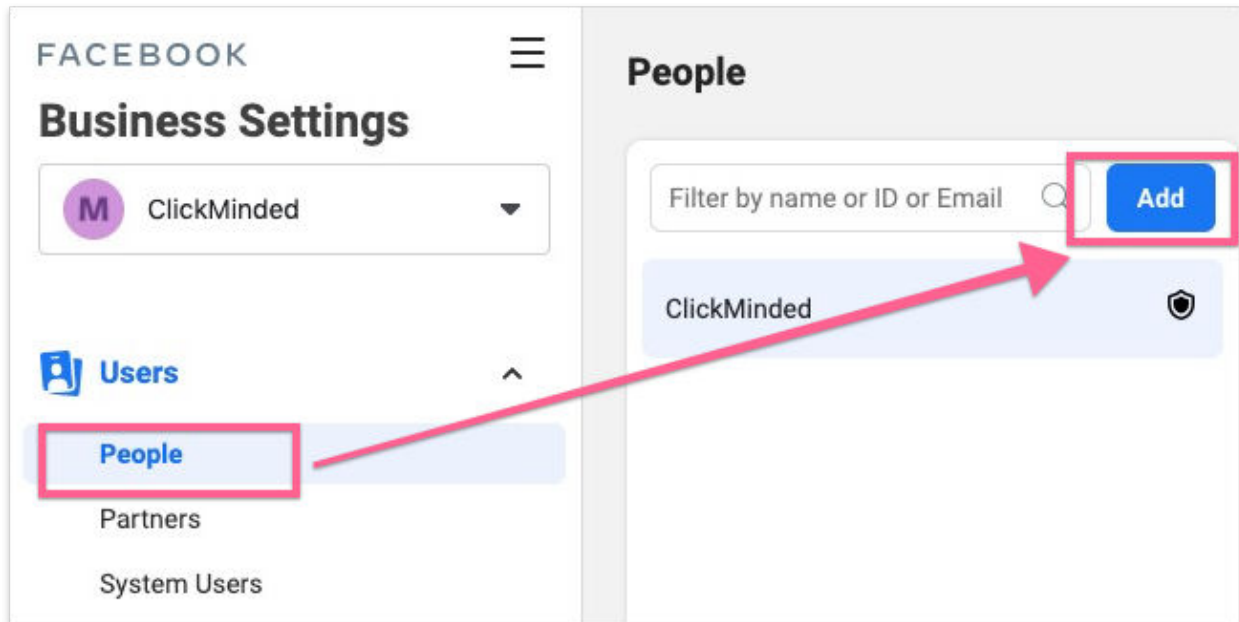 FACEBOOK
Business Settings
M
ClickMinded
Users
People
Partners
System Users
People
Filter by name or ID or Email
Add
ClickMinded